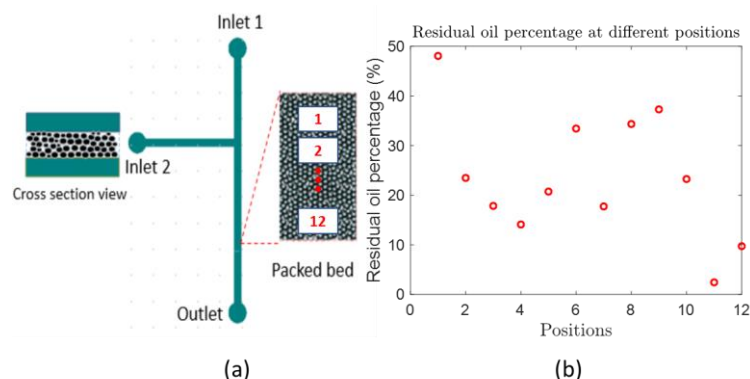 Inlet 1
Inlet 2
Cross section view
1
2
12
Packed bed
Outlet
(a)
Residual oil percentage at different positions
Residual oil percentage (%)
50
40
30
20
10
0
0 2 4 6 8 10 12
Positions
(b)